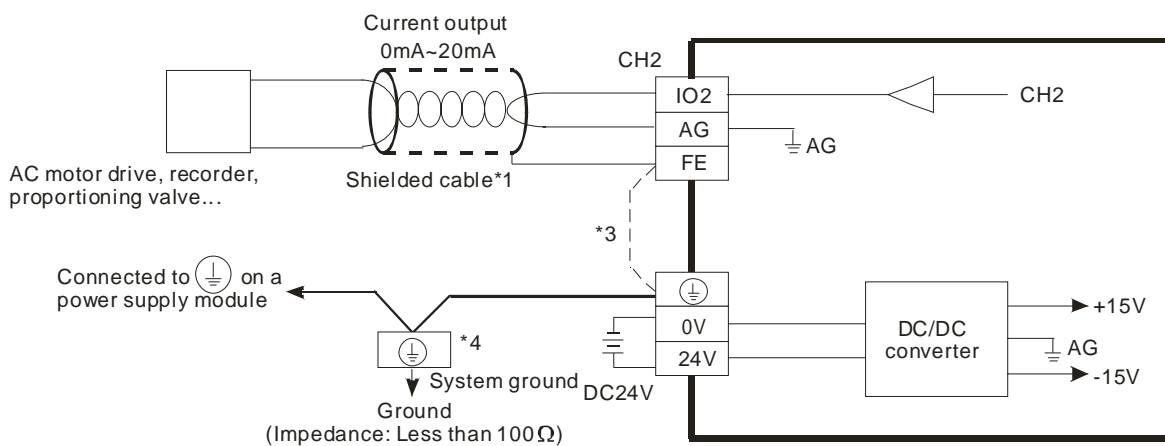 Current output
0mA~20mA
CH2
IO2
CH2
AG
AG
FE
AC motor drive, recorder,
proportioning valve...
Shielded cable*1
*3
Connected to ⏚ on a
power supply module
*4
System ground
Ground
(Impedance: Less than 100Ω)
0V
24V
DC24V
DC/DC
converter
+15V
AG
-15V